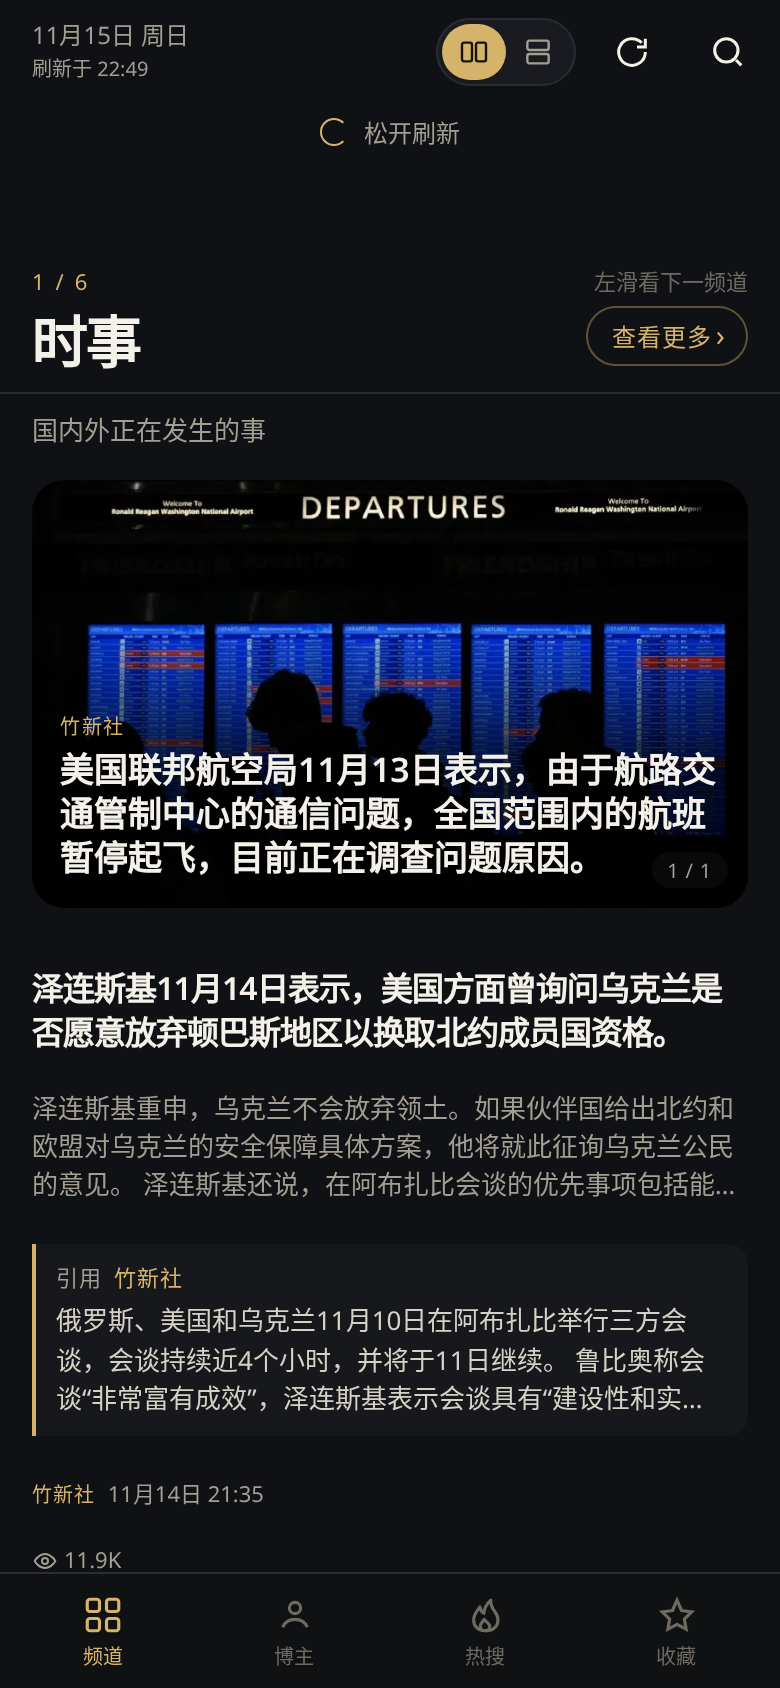 11月15日 周日
刷新于 22:49
松开刷新
1 / 6
左滑看下一频道
时事
查看更多 ›
国内外正在发生的事
Welcome To
Ronald Reagan Washington National Airport
DEPARTURES
Welcome To
Ronald Reagan Washington National Airport
竹新社
美国联邦航空局11月13日表示，由于航路交
通管制中心的通信问题，全国范围内的航班
暂停起飞，目前正在调查问题原因。
1 / 1
泽连斯基11月14日表示，美国方面曾询问乌克兰是
否愿意放弃顿巴斯地区以换取北约成员国资格。
泽连斯基重申，乌克兰不会放弃领土。如果伙伴国给出北约和
欧盟对乌克兰的安全保障具体方案，他将就此征询乌克兰公民
的意见。 泽连斯基还说，在阿布扎比会谈的优先事项包括能...
引用 竹新社
俄罗斯、美国和乌克兰11月10日在阿布扎比举行三方会
谈，会谈持续近4个小时，并将于11日继续。 鲁比奥称会
谈“非常富有成效”，泽连斯基表示会谈具有“建设性和实...
竹新社 11月14日 21:35
11.9K
频道
博主
热搜
收藏